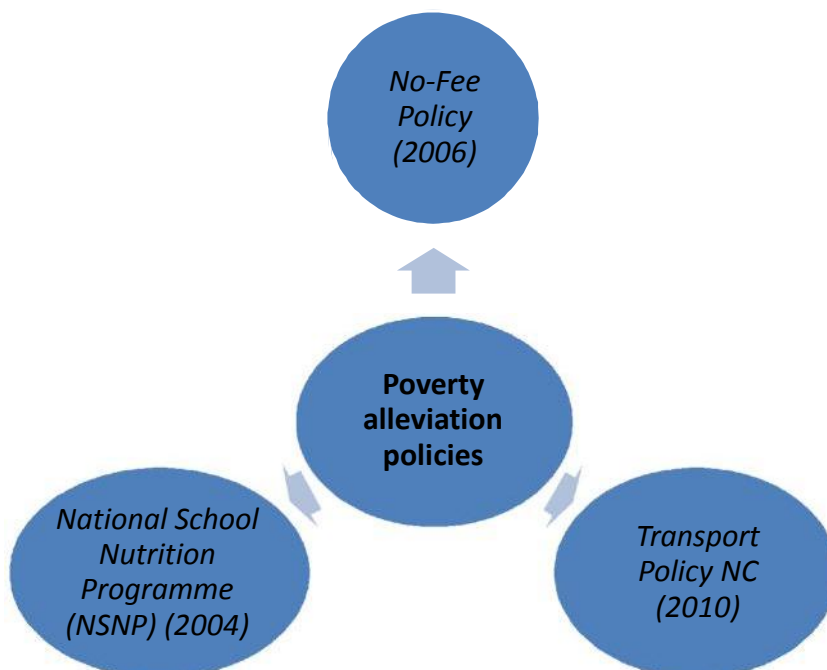 No-Fee
Policy
(2006)
Poverty
alleviation
policies
National School
Nutrition
Programme
(NSNP) (2004)
Transport
Policy NC
(2010)